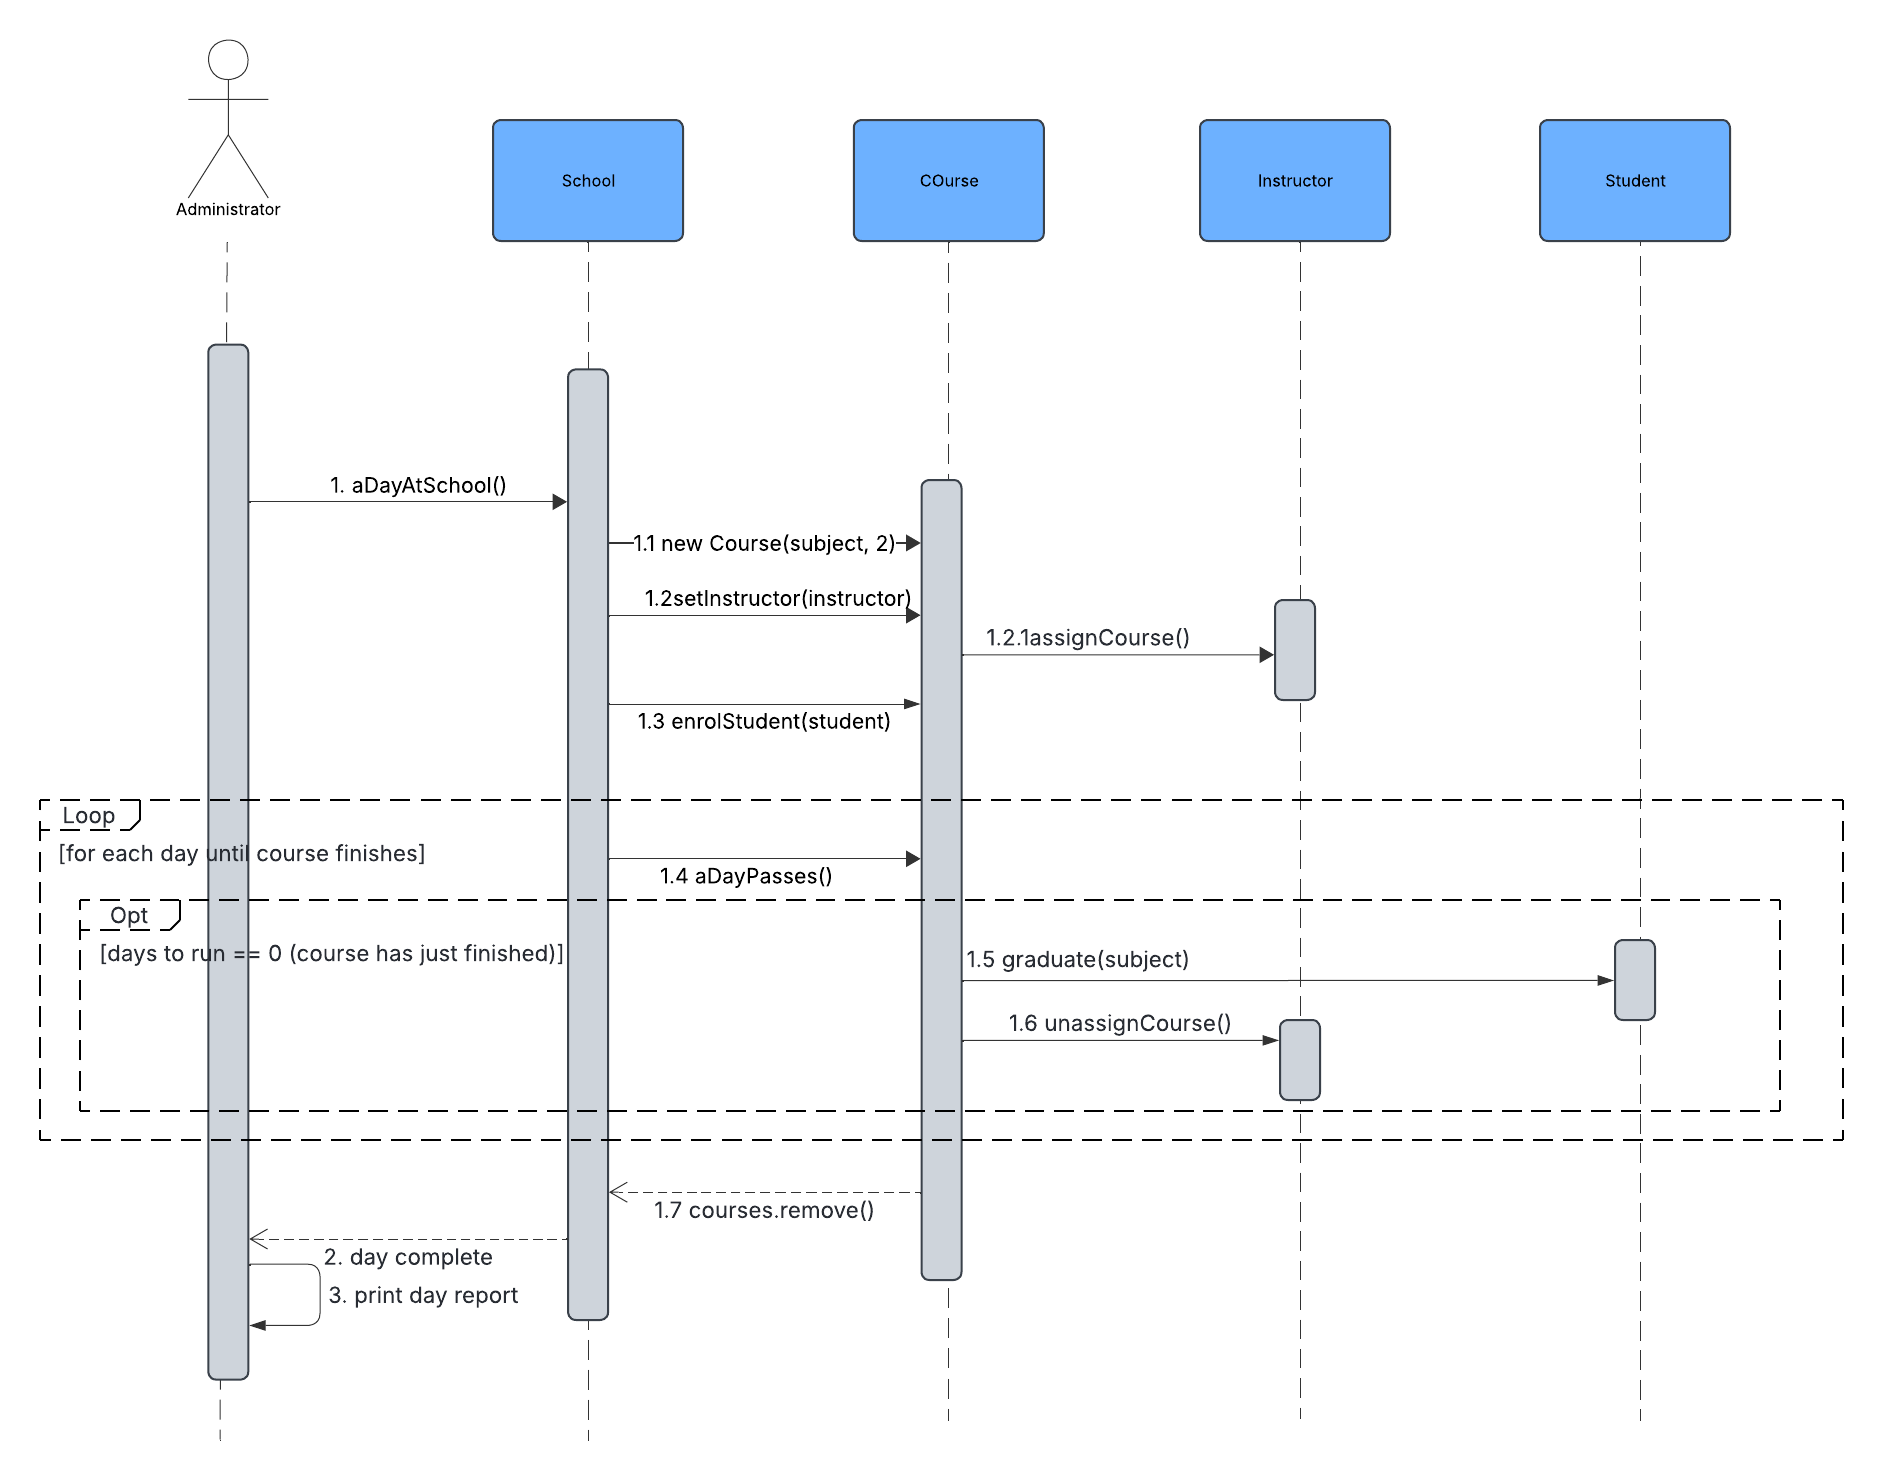 Administrator
School
COurse
Instructor
Student
1. aDayAtSchool()
1.1 new Course(subject, 2)
1.2setInstructor(instructor)
1.2.1assignCourse()
1.3 enrolStudent(student)
Loop
[for each day until course finishes]
1.4 aDayPasses()
Opt
[days to run == 0 (course has just finished)]
1.5 graduate(subject)
1.6 unassignCourse()
1.7 courses.remove()
2. day complete
3. print day report